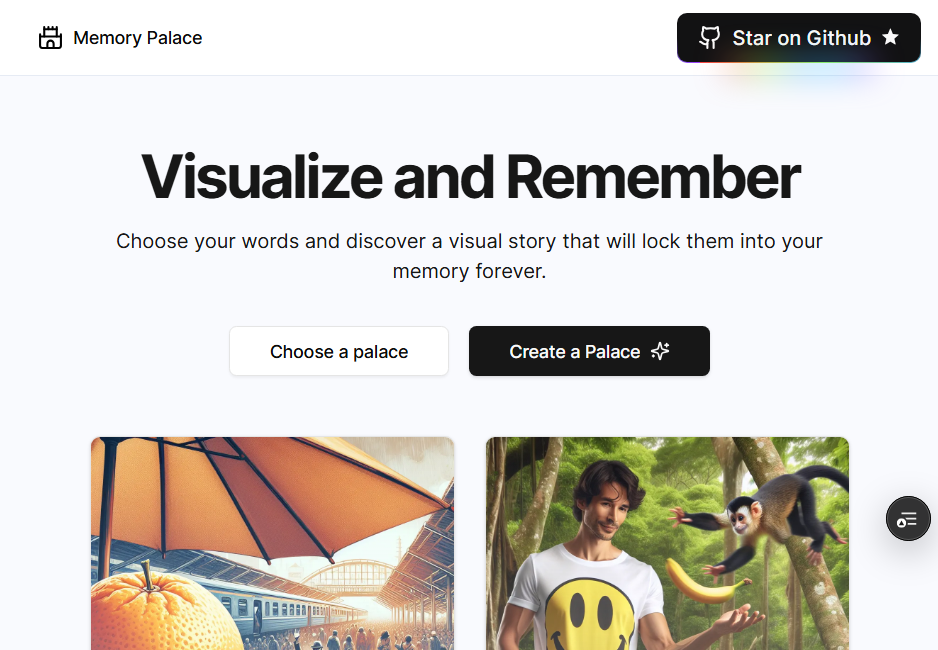 Memory Palace
Star on Github
Visualize and Remember
Choose your words and discover a visual story that will lock them into your
memory forever.
Choose a palace
Create a Palace